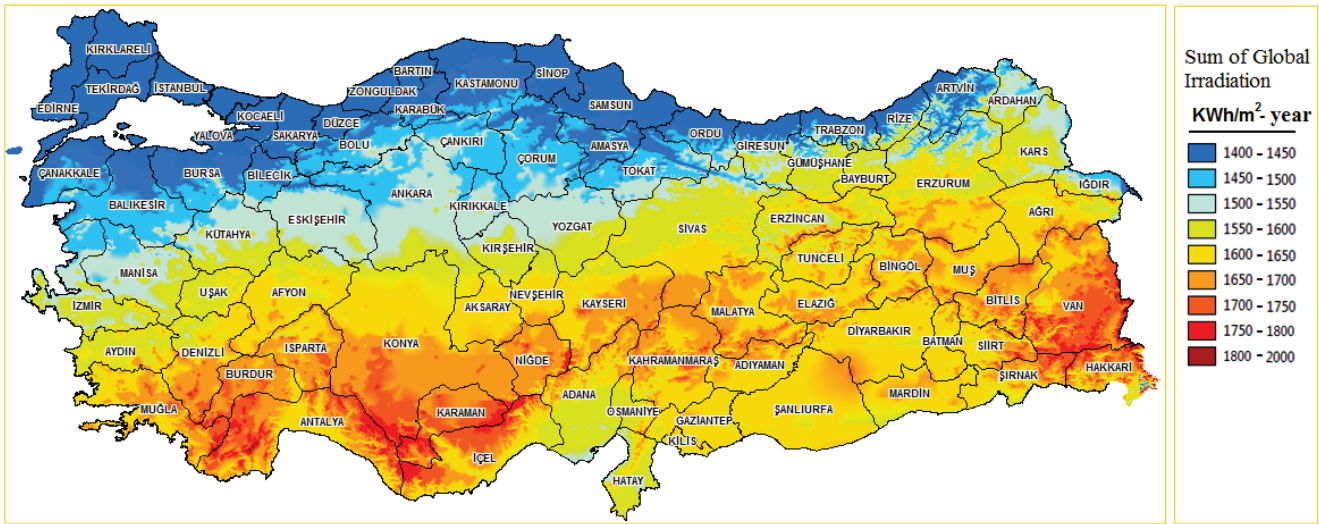 KIRKLARELİ
TEKİRDAĞ
İSTANBUL
EDİRNE
KOCAELİ
YALOVA
SAKARYA
DÜZCE
ZONGULDAK
BARTIN
KARABÜK
KASTAMONU
SİNOP
SAMSUN
BOLU
ÇANKIRI
ÇORUM
AMASYA
ORDU
TOKAT
GİRESUN
TRABZON
RİZE
ARTVİN
ARDAHAN
GÜMÜŞHANE
BAYBURT
KARS
ERZURUM
IĞDIR
AĞRI
ÇANAKKALE
BURSA
BİLECİK
BALIKESİR
KÜTAHYA
ESKİŞEHİR
ANKARA
KIRIKKALE
YOZGAT
KIRŞEHİR
SİVAS
ERZİNCAN
TUNCELİ
BİNGÖL
MUŞ
BİTLİS
VAN
MANİSA
İZMİR
UŞAK
AFYON
AKSARAY
NEVŞEHİR
KAYSERİ
MALATYA
ELAZIĞ
DİYARBAKIR
BATMAN
SİİRT
AYDIN
DENİZLİ
ISPARTA
BURDUR
KONYA
NİĞDE
KAHRAMANMARAŞ
ADIYAMAN
ŞIRNAK
HAKKARİ
MARDİN
MUĞLA
ANTALYA
KARAMAN
ADANA
OSMANİYE
GAZİANTEP
ŞANLIURFA
KİLİS
İÇEL
HATAY
Sum of Global
Irradiation
KWh/m²- year
1400 - 1450
1450 - 1500
1500 - 1550
1550 - 1600
1600 - 1650
1650 - 1700
1700 - 1750
1750 - 1800
1800 - 2000